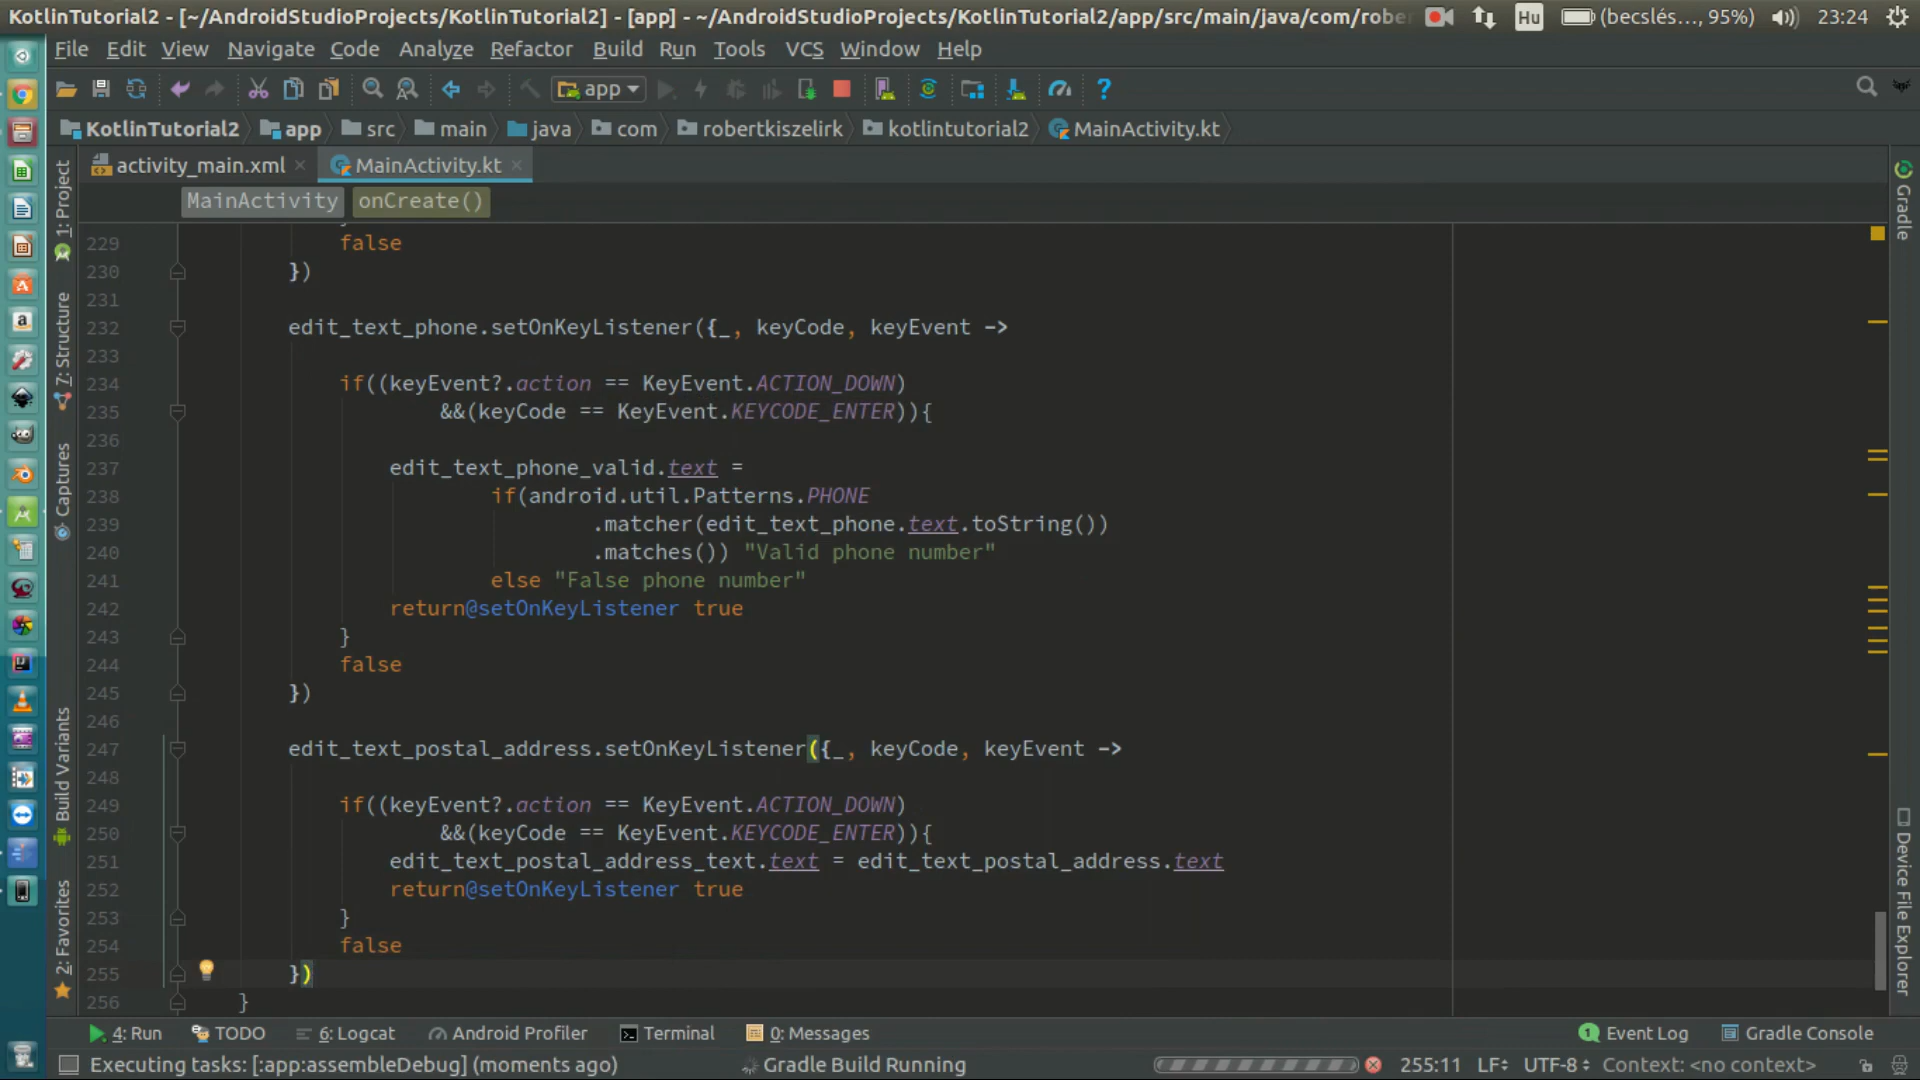 KotlinTutorial2 - [~/AndroidStudioProjects/KotlinTutorial2] - [app] - ~/AndroidStudioProjects/KotlinTutorial2/app/src/main/java/com/rober
Hu
(becslés..., 95%)
23:24
File Edit View Navigate Code Analyze Refactor Build Run Tools VCS Window Help
app
KotlinTutorial2 app src main java com robertkiszelirk kotlintutorial2 MainActivity.kt
activity_main.xml
MainActivity.kt
MainActivity onCreate()
1: Project
7: Structure
Captures
Build Variants
2: Favorites
229 false
230 })
231
232 edit_text_phone.setOnKeyListener({_, keyCode, keyEvent ->
233
234 if((keyEvent?.action == KeyEvent.ACTION_DOWN)
235 &&(keyCode == KeyEvent.KEYCODE_ENTER)){
236
237 edit_text_phone_valid.text =
238 if(android.util.Patterns.PHONE
239 .matcher(edit_text_phone.text.toString())
240 .matches()) "Valid phone number"
241 else "False phone number"
242 return@setOnKeyListener true
243 }
244 false
245 })
246
247 edit_text_postal_address.setOnKeyListener({_, keyCode, keyEvent ->
248
249 if((keyEvent?.action == KeyEvent.ACTION_DOWN)
250 &&(keyCode == KeyEvent.KEYCODE_ENTER)){
251 edit_text_postal_address_text.text = edit_text_postal_address.text
252 return@setOnKeyListener true
253 }
254 false
255 })
256 }
Gradle
Device File Explorer
4: Run TODO 6: Logcat Android Profiler Terminal 0: Messages
1 Event Log Gradle Console
Executing tasks: [:app:assembleDebug] (moments ago)
Gradle Build Running
255:11 LF÷ UTF-8÷ Context: <no context>